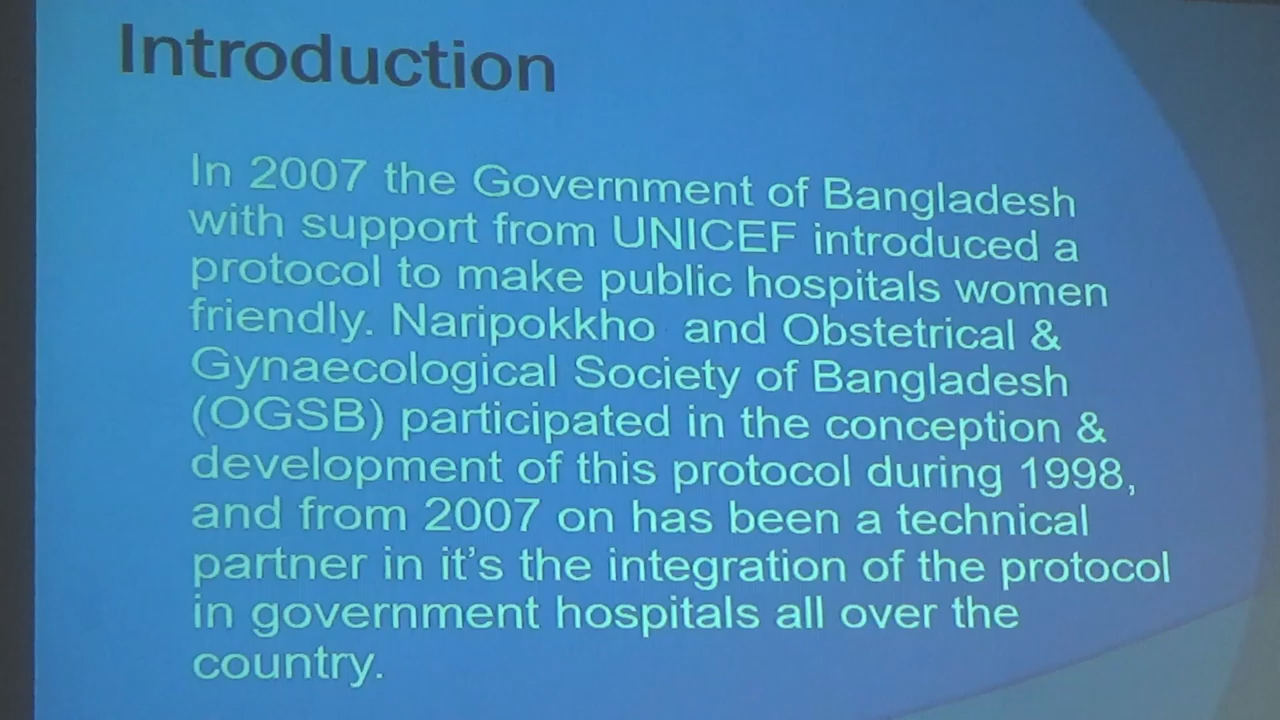 Introduction
In 2007 the Government of Bangladesh
with support from UNICEF introduced a
protocol to make public hospitals women
friendly. Naripokkho and Obstetrical &
Gynaecological Society of Bangladesh
(OGSB) participated in the conception &
development of this protocol during 1998,
and from 2007 on has been a technical
partner in it’s the integration of the protocol
in government hospitals all over the
country.